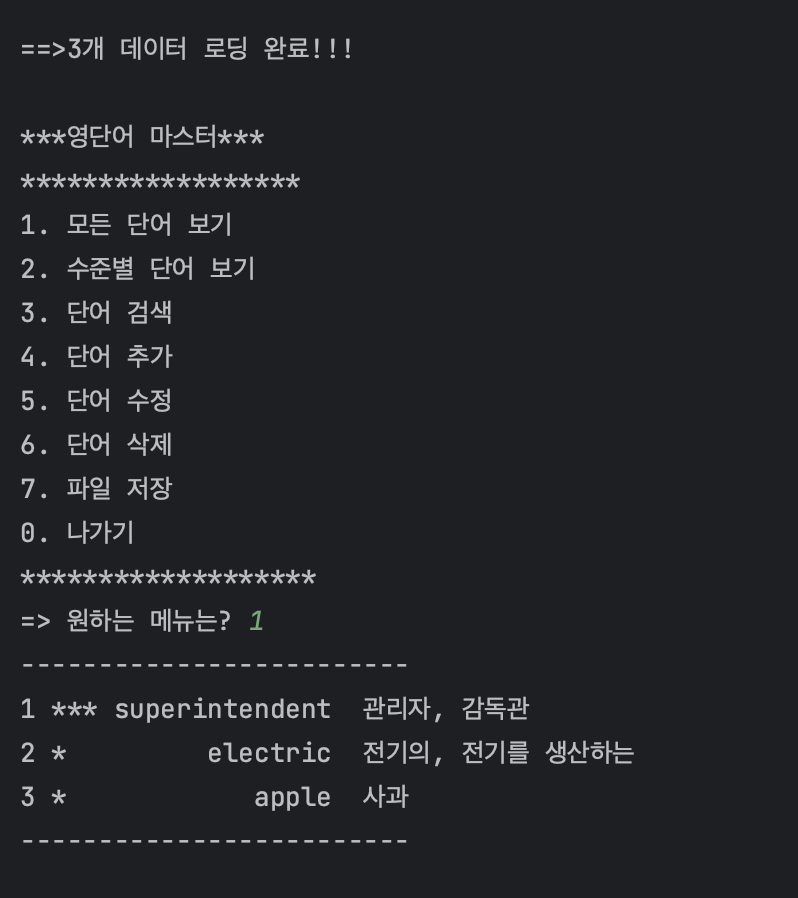 ==>3개 데이터 로딩 완료!!!
***영단어 마스터***
******************
1. 모든 단어 보기
2. 수준별 단어 보기
3. 단어 검색
4. 단어 추가
5. 단어 수정
6. 단어 삭제
7. 파일 저장
0. 나가기
*******************
=> 원하는 메뉴는? 1
-------------------------
1 *** superintendent  관리자, 감독관
2 *         electric  전기의, 전기를 생산하는
3 *            apple  사과
-------------------------